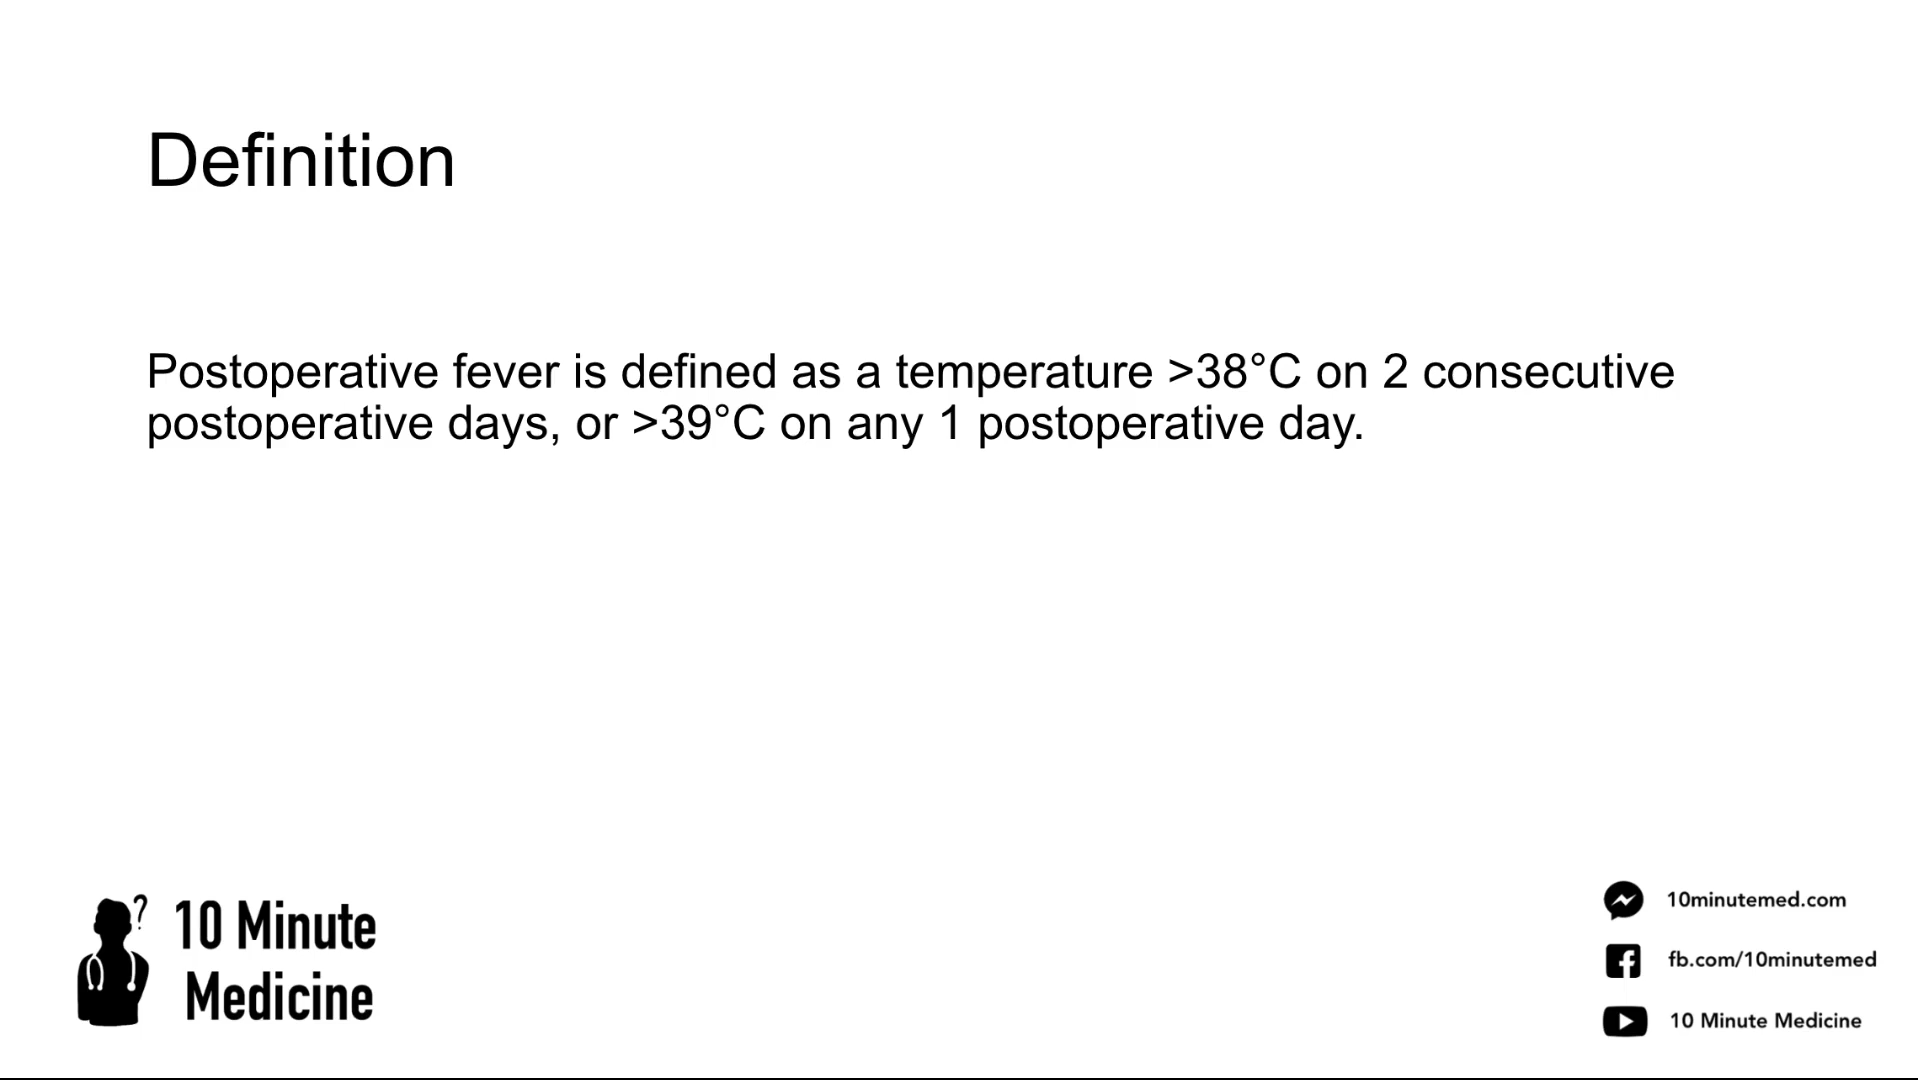 Definition
Postoperative fever is defined as a temperature >38°C on 2 consecutive
postoperative days, or >39°C on any 1 postoperative day.
?
10 Minute
Medicine
10minutemed.com
fb.com/10minutemed
10 Minute Medicine